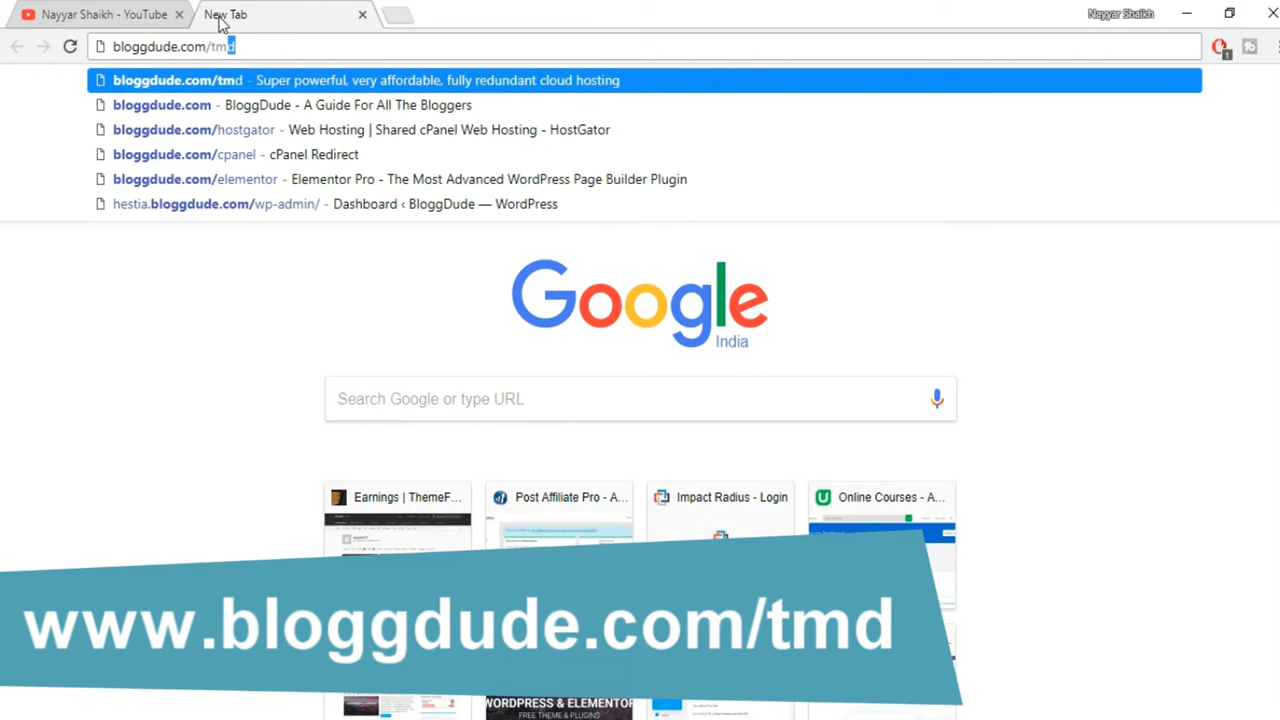 Nayyar Shaikh - YouTube
New Tab
Nayyar Shaikh
bloggdude.com/tmd
1
bloggdude.com/tmd - Super powerful, very affordable, fully redundant cloud hosting
bloggdude.com - BloggDude - A Guide For All The Bloggers
bloggdude.com/hostgator - Web Hosting | Shared cPanel Web Hosting - HostGator
bloggdude.com/cpanel - cPanel Redirect
bloggdude.com/elementor - Elementor Pro - The Most Advanced WordPress Page Builder Plugin
hestia.bloggdude.com/wp-admin/ - Dashboard ‹ BloggDude — WordPress
Google
India
Search Google or type URL
Earnings | ThemeF...
Post Affiliate Pro - A...
Impact Radius - Login
Online Courses - A...
www.bloggdude.com/tmd
WORDPRESS & ELEMENTOR
FREE THEME & PLUGINS